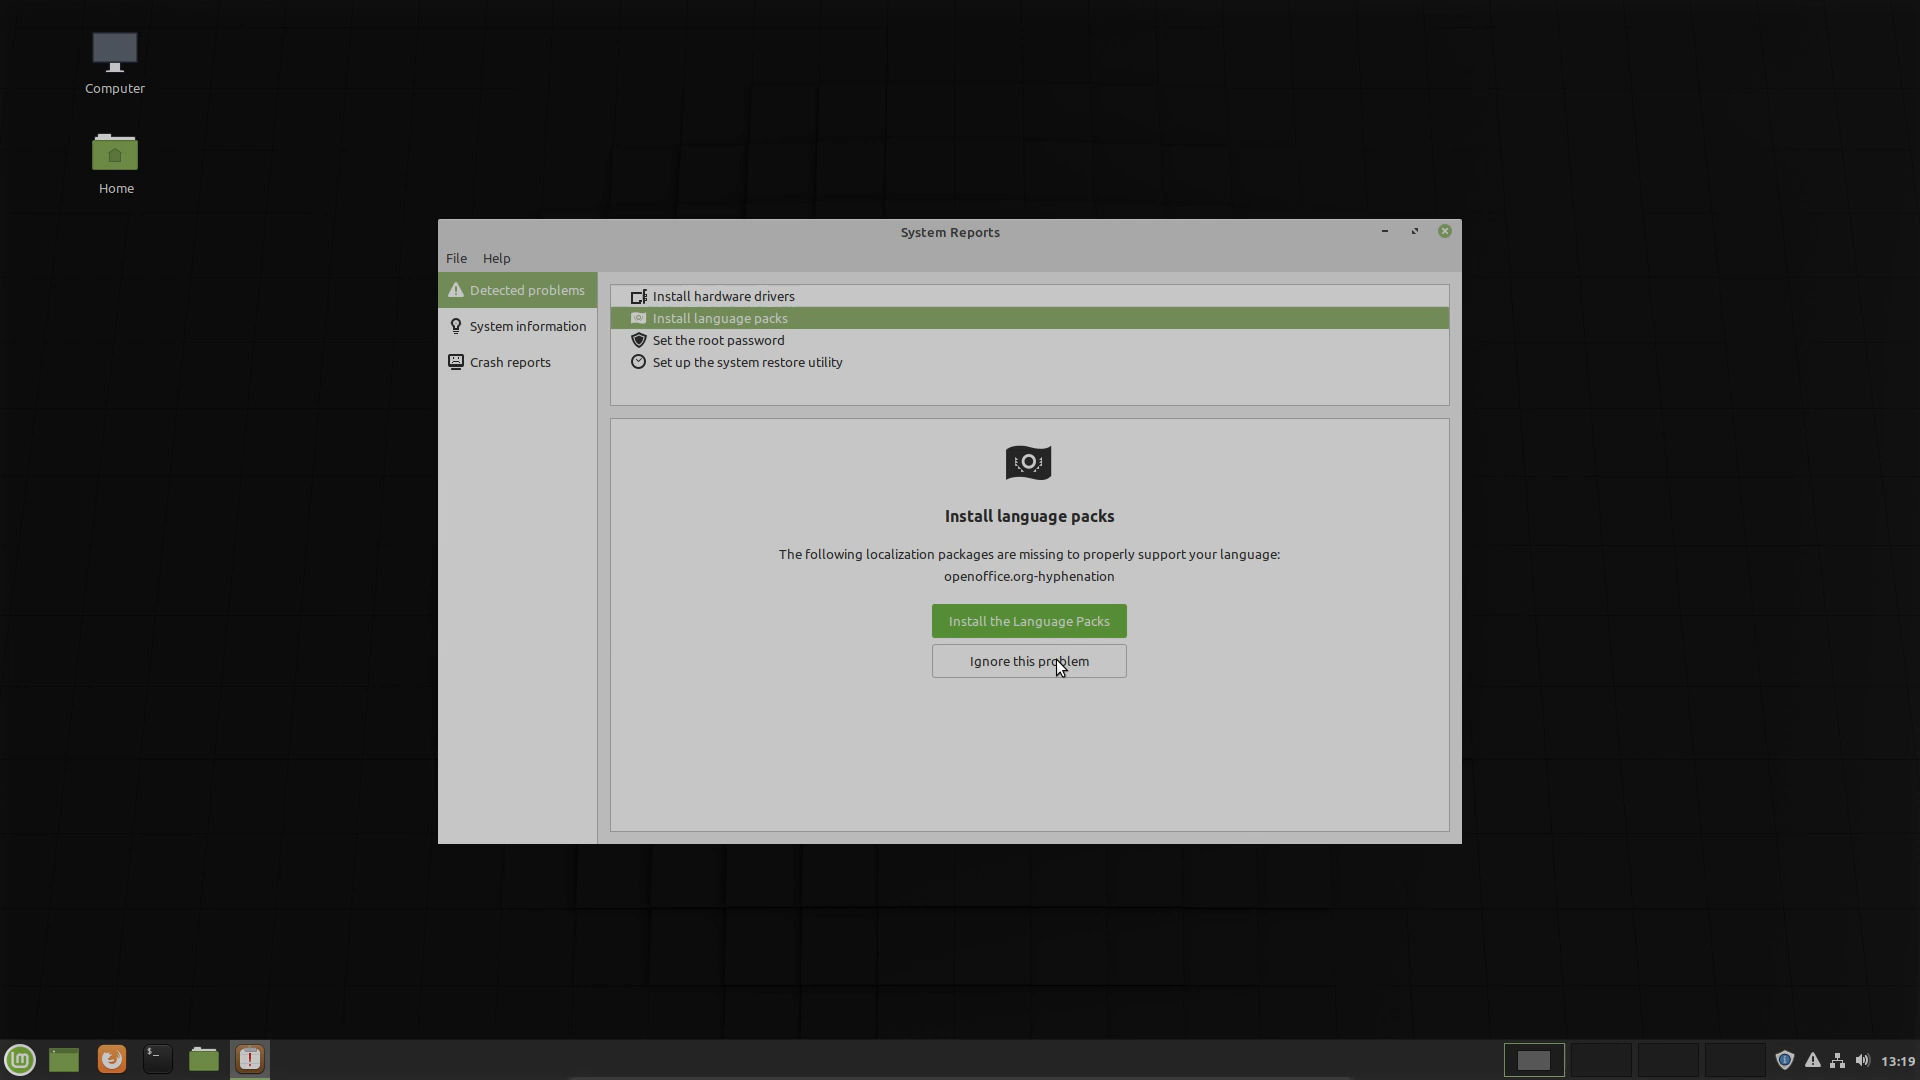 Computer
Home
System Reports
File Help
Detected problems
System information
Crash reports
Install hardware drivers
Install language packs
Set the root password
Set up the system restore utility
Install language packs
The following localization packages are missing to properly support your language:
openoffice.org-hyphenation
Install the Language Packs
Ignore this problem
lm
$_
13:19